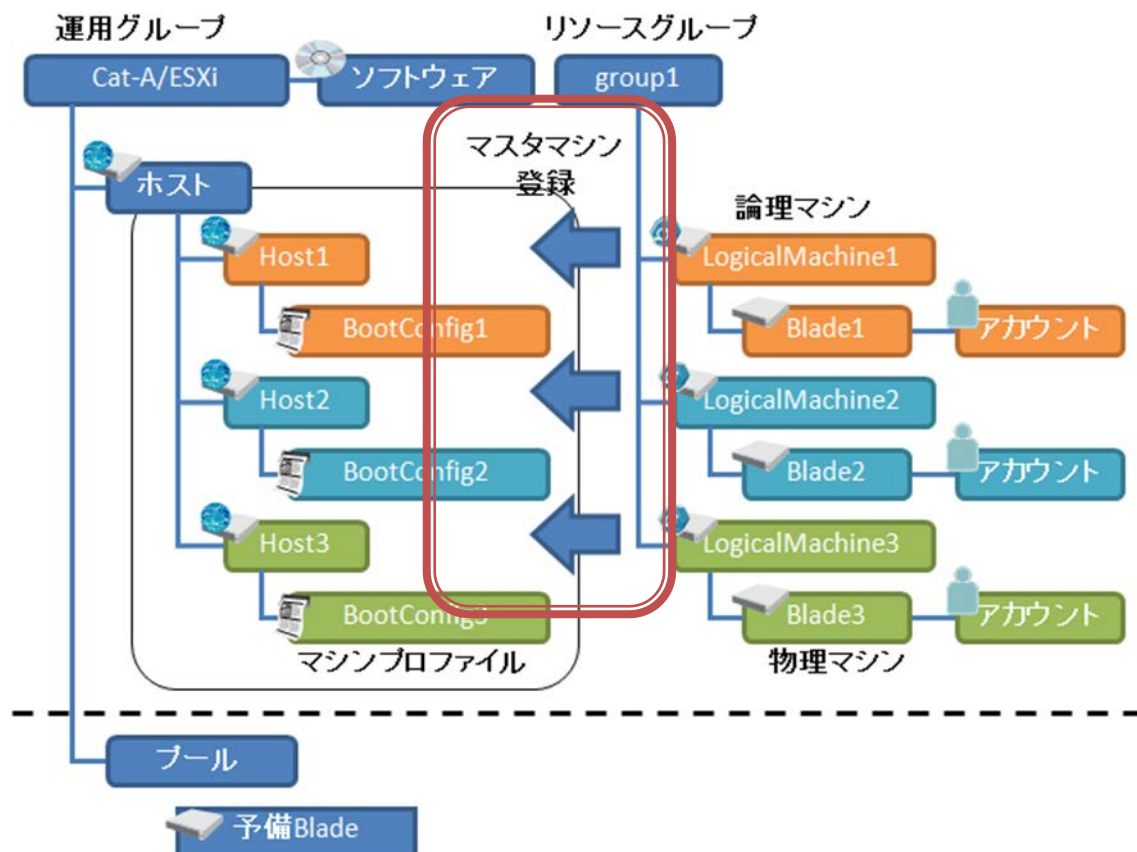 運用グループ
リソースグループ
Cat-A/ESXi
ソフトウェア
group1
マスタマシン
登録
ホスト
論理マシン
Host1
LogicalMachine1
BootConfig1
Blade1
アカウント
Host2
LogicalMachine2
BootConfig2
Blade2
アカウント
Host3
LogicalMachine3
BootConfig3
Blade3
アカウント
マシンプロファイル
物理マシン
プール
予備Blade